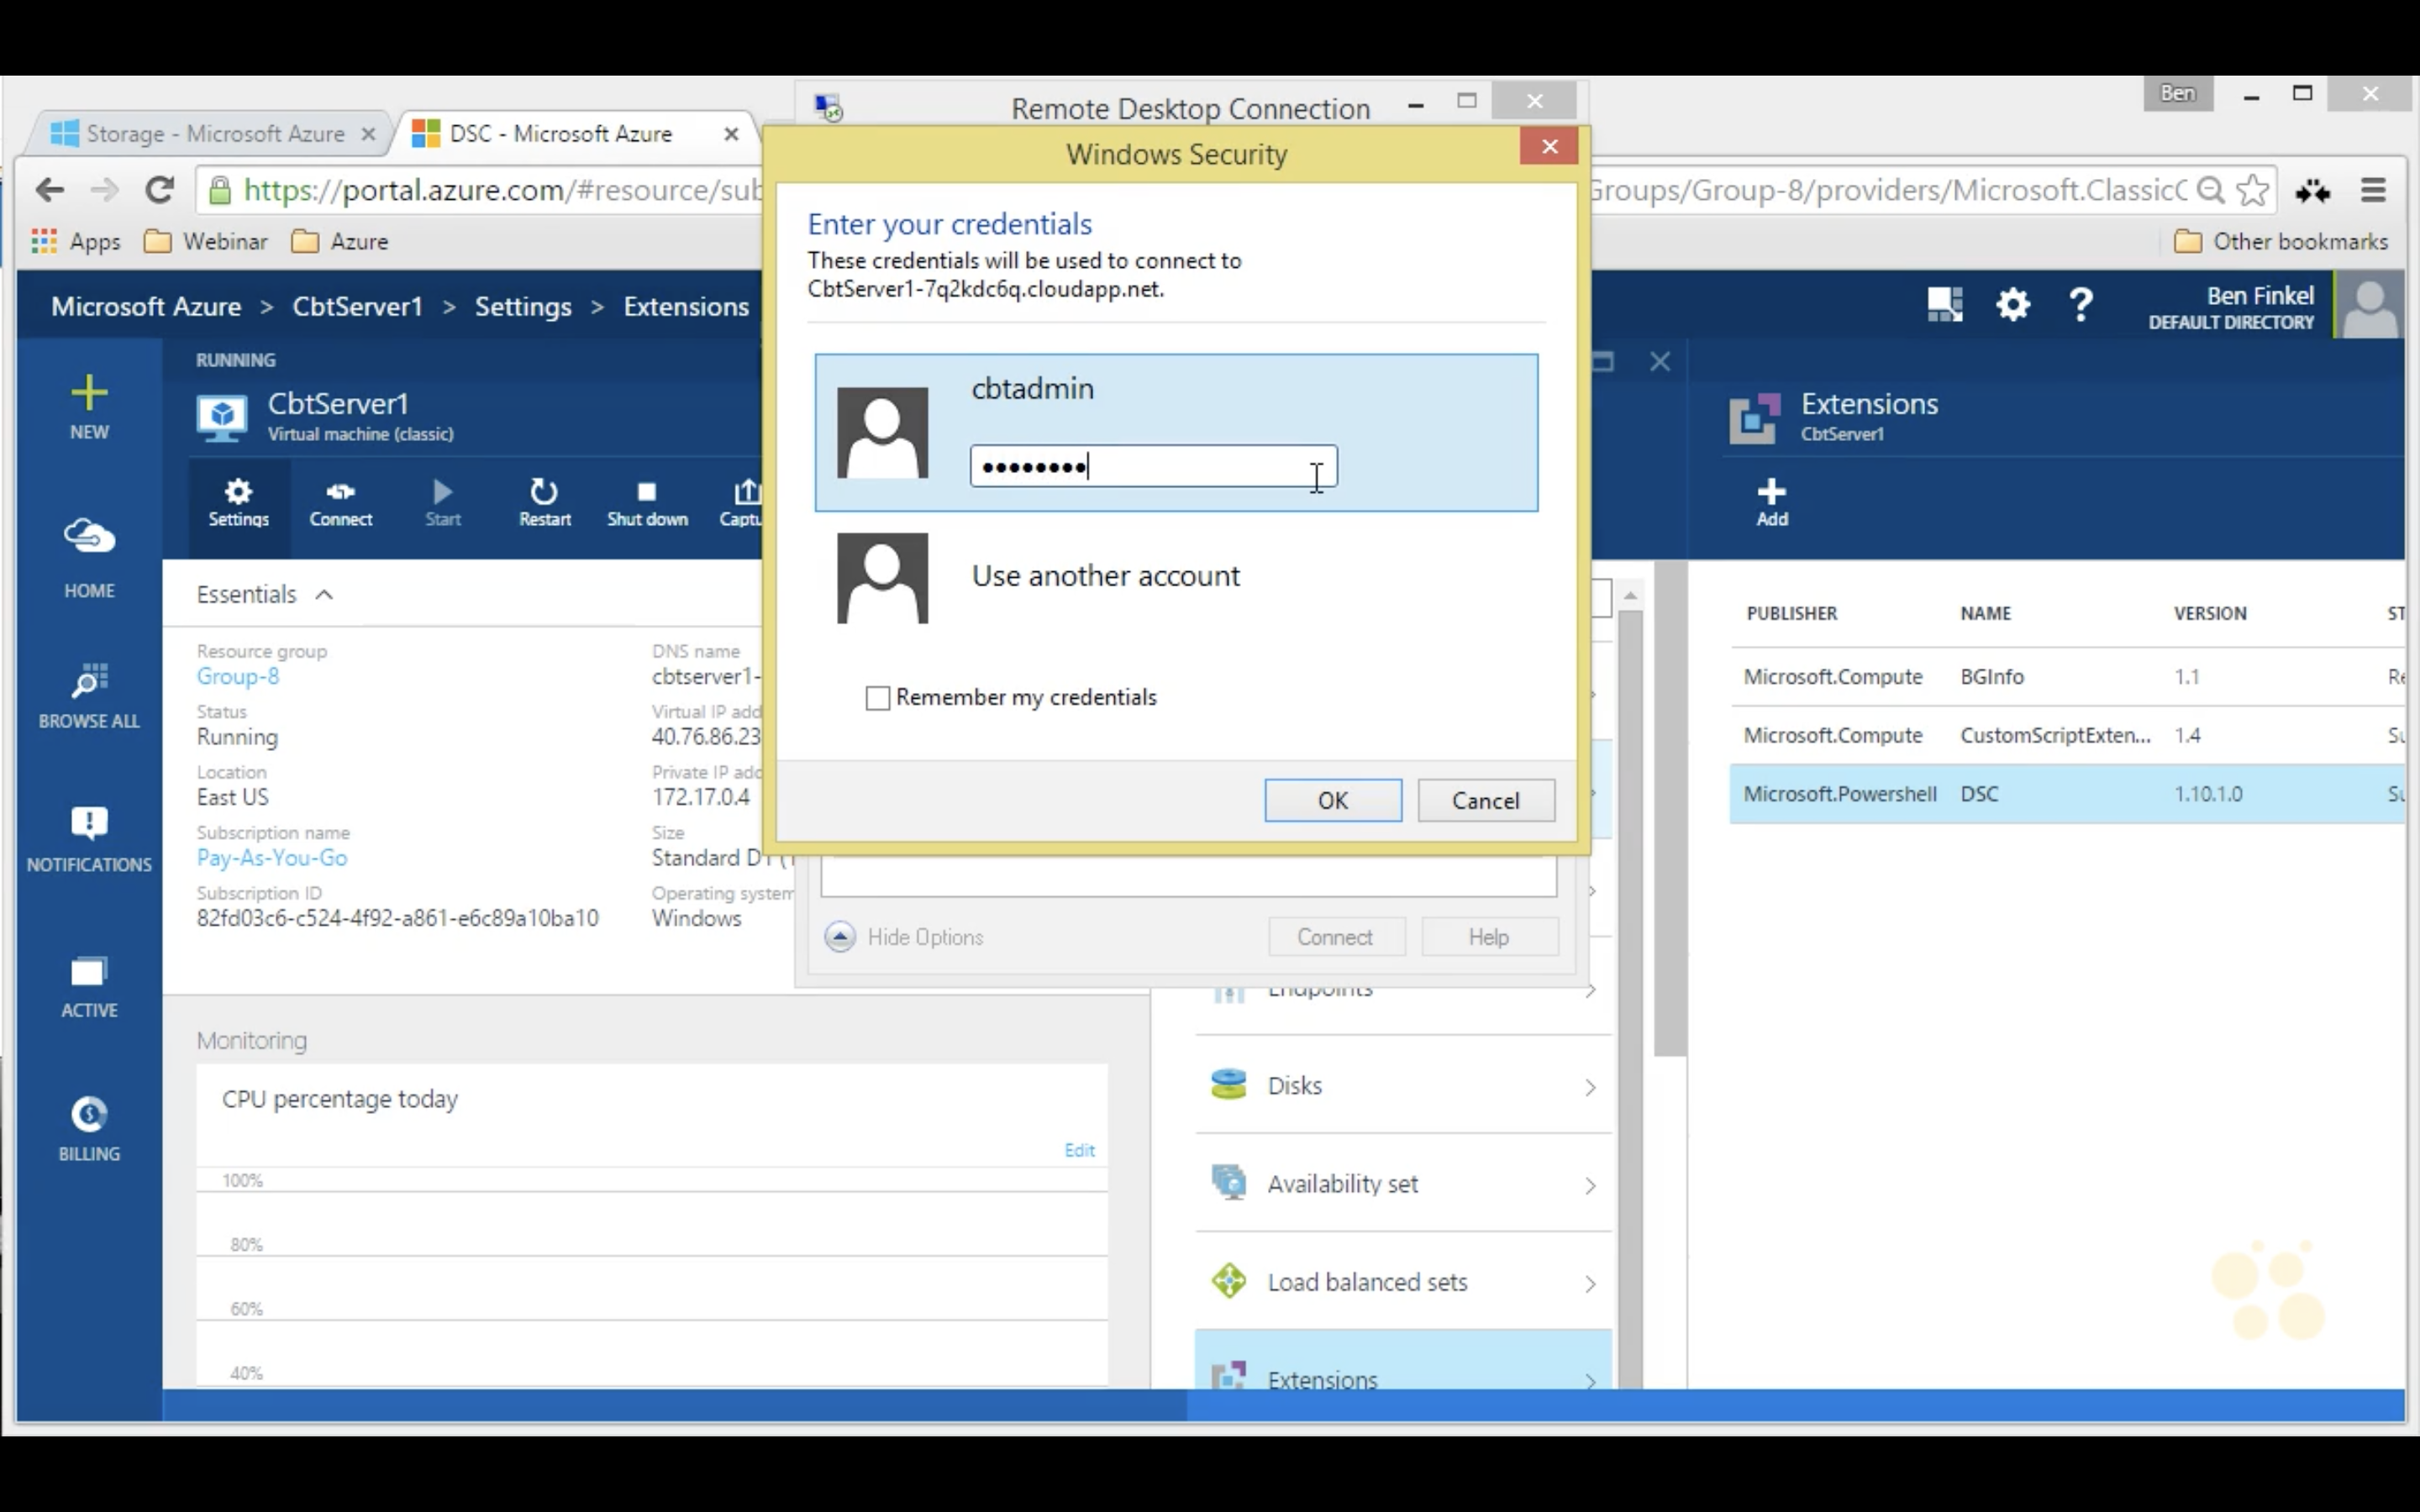 Ben
Remote Desktop Connection
Storage - Microsoft Azure
DSC - Microsoft Azure
Windows Security
https://portal.azure.com/#resource/sub
Groups/Group-8/providers/Microsoft.ClassicC
Apps
Webinar
Azure
Other bookmarks
Enter your credentials
These credentials will be used to connect to
CbtServer1-7q2kdc6q.cloudapp.net.
Microsoft Azure > CbtServer1 > Settings > Extensions
Ben Finkel
DEFAULT DIRECTORY
NEW
HOME
BROWSE ALL
NOTIFICATIONS
ACTIVE
BILLING
RUNNING
CbtServer1
Virtual machine (classic)
Settings
Connect
Start
Restart
Shut down
Captu
cbtadmin
••••••••
Use another account
Remember my credentials
OK
Cancel
Hide Options
Connect
Help
Essentials
Resource group
Group-8
Status
Running
Location
East US
Subscription name
Pay-As-You-Go
Subscription ID
82fd03c6-c524-4f92-a861-e6c89a10ba10
DNS name
cbtserver1-
Virtual IP add
40.76.86.23
Private IP add
172.17.0.4
Size
Standard D1 (1
Operating system
Windows
Monitoring
CPU percentage today
Edit
100%
80%
60%
40%
Endpoints
Disks
Availability set
Load balanced sets
Extensions
Extensions
CbtServer1
Add
PUBLISHER NAME VERSION ST
Microsoft.Compute BGInfo 1.1 Re
Microsoft.Compute CustomScriptExten... 1.4 Su
Microsoft.Powershell DSC 1.10.1.0 Su